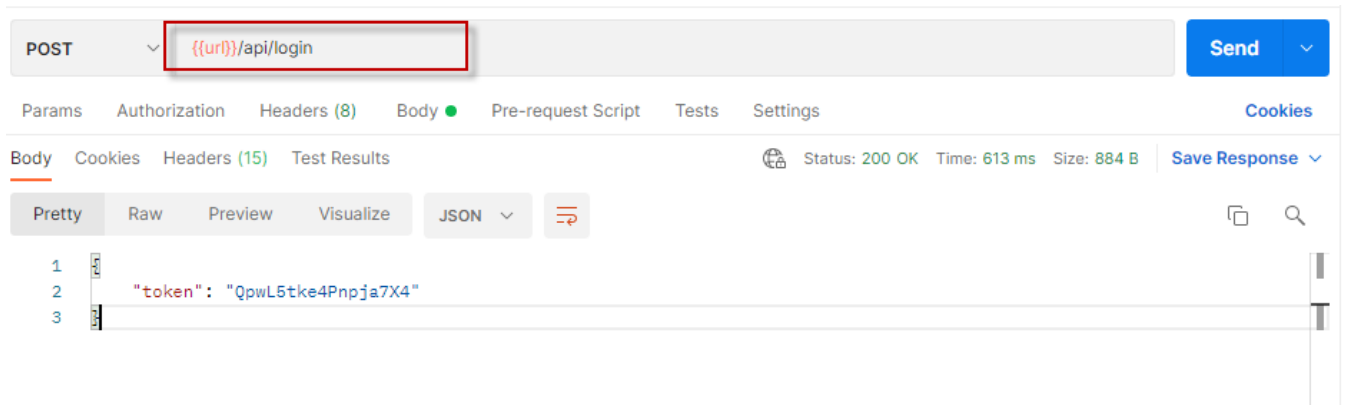 POST {{url}}/api/login Send
Params Authorization Headers (8) Body Pre-request Script Tests Settings Cookies
Body Cookies Headers (15) Test Results Status: 200 OK Time: 613 ms Size: 884 B Save Response
Pretty Raw Preview Visualize JSON
1 {
2 "token": "QpwL5tke4Pnpja7X4"
3 }